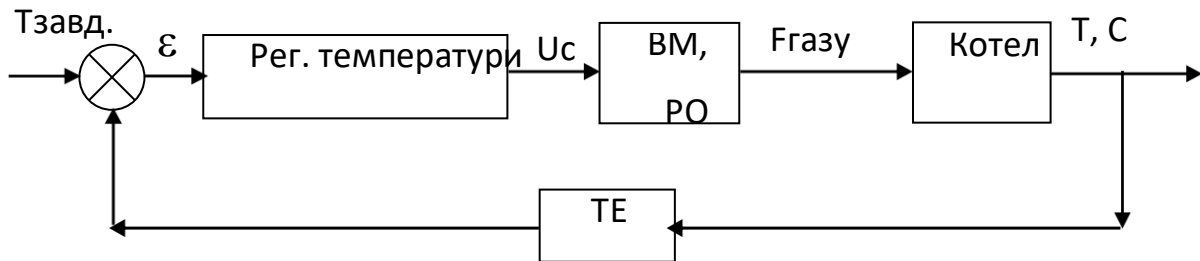 Тзавд.
ε
Рег. температури
Uc
ВМ,
РО
Fгазу
Котел
Т, С
ТЕ